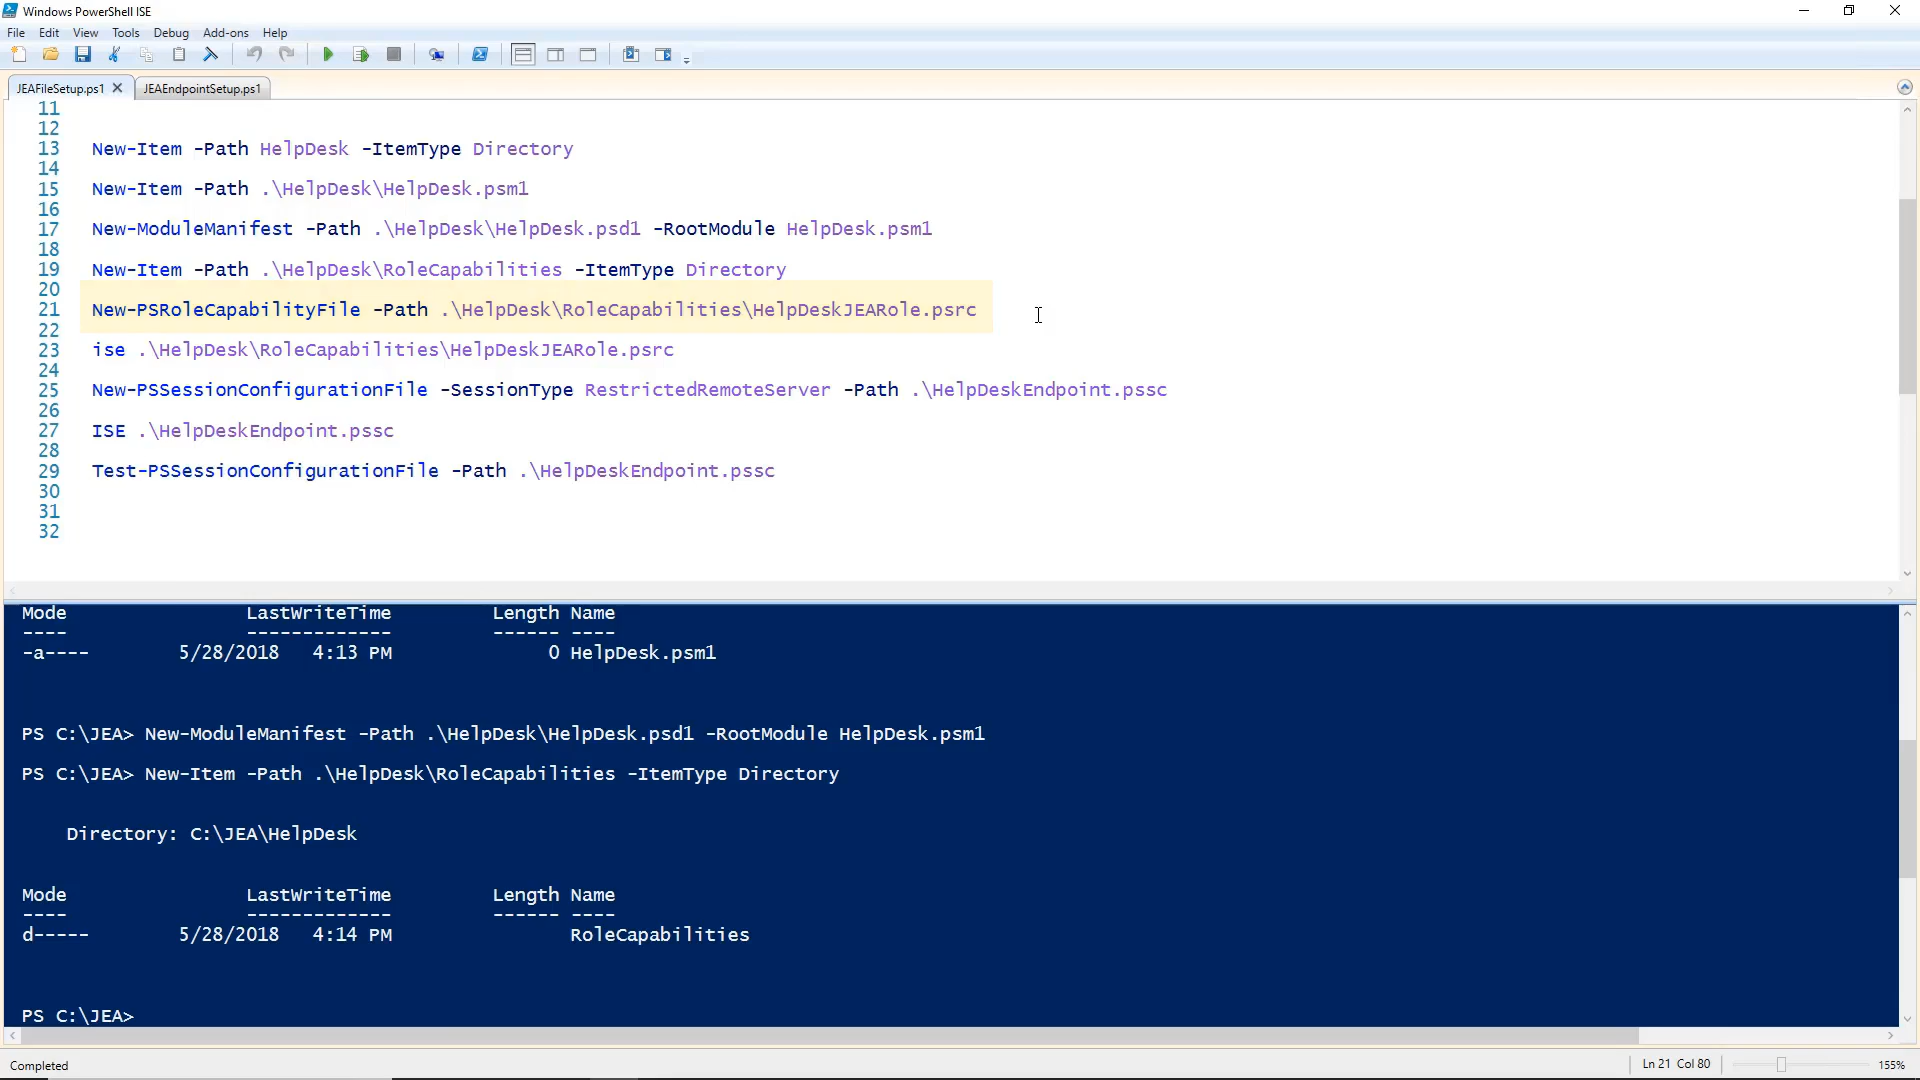 Windows PowerShell ISE
File Edit View Tools Debug Add-ons Help
JEAFileSetup.ps1 JEAEndpointSetup.ps1
11
12
13 New-Item -Path HelpDesk -ItemType Directory
14
15 New-Item -Path .\HelpDesk\HelpDesk.psm1
16
17 New-ModuleManifest -Path .\HelpDesk\HelpDesk.psd1 -RootModule HelpDesk.psm1
18
19 New-Item -Path .\HelpDesk\RoleCapabilities -ItemType Directory
20
21 New-PSRoleCapabilityFile -Path .\HelpDesk\RoleCapabilities\HelpDeskJEARole.psrc
22
23 ise .\HelpDesk\RoleCapabilities\HelpDeskJEARole.psrc
24
25 New-PSSessionConfigurationFile -SessionType RestrictedRemoteServer -Path .\HelpDeskEndpoint.pssc
26
27 ISE .\HelpDeskEndpoint.pssc
28
29 Test-PSSessionConfigurationFile -Path .\HelpDeskEndpoint.pssc
30
31
32
Mode LastWriteTime Length Name
---- ------------- ------ ----
-a---- 5/28/2018 4:13 PM 0 HelpDesk.psm1
PS C:\JEA> New-ModuleManifest -Path .\HelpDesk\HelpDesk.psd1 -RootModule HelpDesk.psm1
PS C:\JEA> New-Item -Path .\HelpDesk\RoleCapabilities -ItemType Directory
Directory: C:\JEA\HelpDesk
Mode LastWriteTime Length Name
---- ------------- ------ ----
d----- 5/28/2018 4:14 PM RoleCapabilities
PS C:\JEA>
Completed Ln 21 Col 80 155%